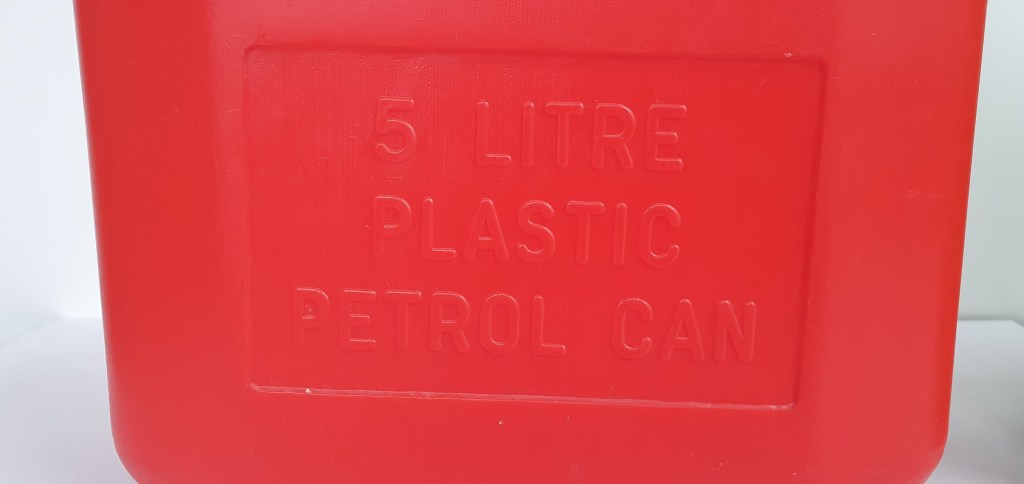 5 LITRE
PLASTIC
PETROL CAN